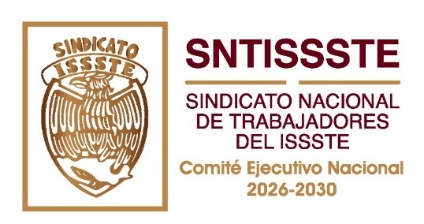 SINDICATO
ISSSTE
SNTISSSTE
SINDICATO NACIONAL
DE TRABAJADORES
DEL ISSSTE
Comité Ejecutivo Nacional
2026-2030